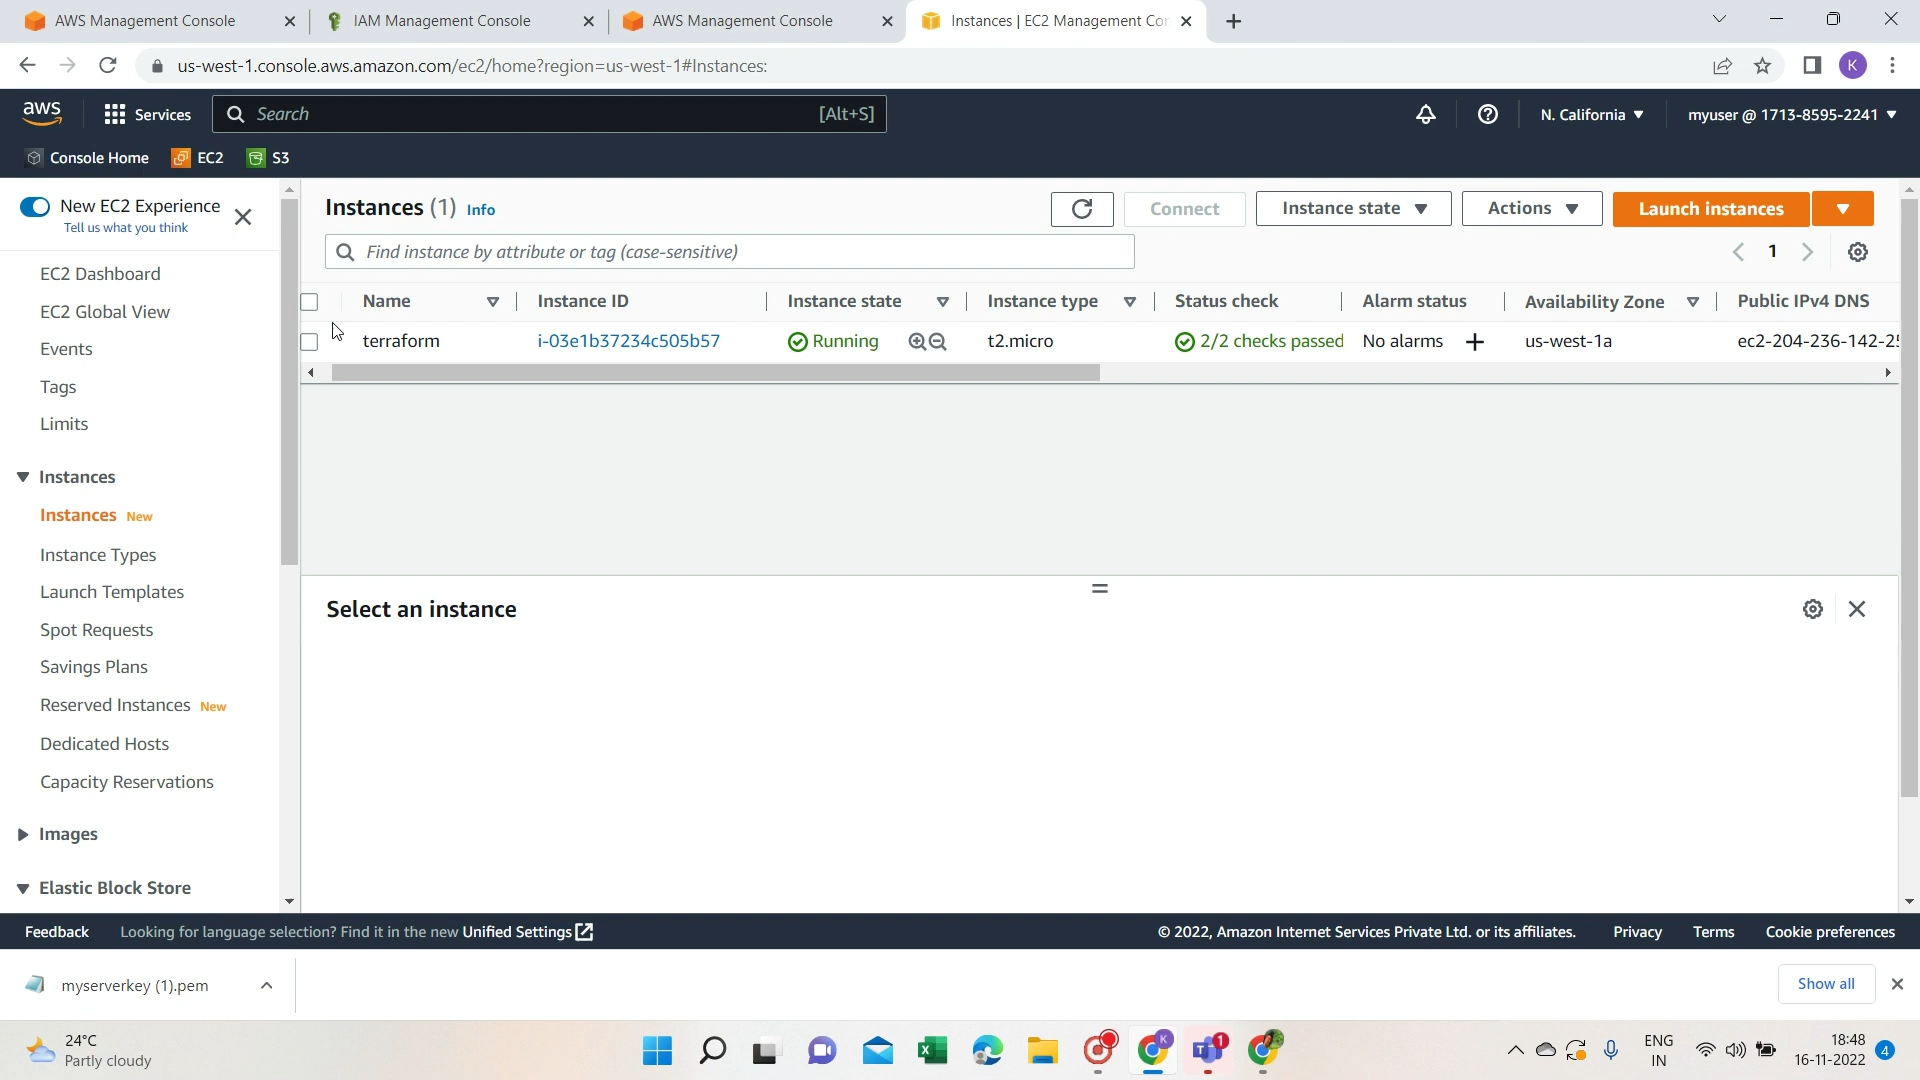 AWS Management Console
IAM Management Console
AWS Management Console
Instances | EC2 Management Con
us-west-1.console.aws.amazon.com/ec2/home?region=us-west-1#Instances:
K
aws
Services
Search
[Alt+S]
N. California
myuser @ 1713-8595-2241
Console Home
EC2
S3
New EC2 Experience
Tell us what you think
EC2 Dashboard
EC2 Global View
Events
Tags
Limits
Instances
Instances New
Instance Types
Launch Templates
Spot Requests
Savings Plans
Reserved Instances New
Dedicated Hosts
Capacity Reservations
Images
Elastic Block Store
Instances (1) Info
Connect
Instance state
Actions
Launch instances
Find instance by attribute or tag (case-sensitive)
1
Name Instance ID Instance state Instance type Status check Alarm status Availability Zone Public IPv4 DNS
terraform i-03e1b37234c505b57 Running t2.micro 2/2 checks passed No alarms us-west-1a ec2-204-236-142-25
Select an instance
Feedback
Looking for language selection? Find it in the new Unified Settings
© 2022, Amazon Internet Services Private Ltd. or its affiliates.
Privacy
Terms
Cookie preferences
myserverkey (1).pem
Show all
24°C
Partly cloudy
K
1
ENG
IN
18:48
16-11-2022
4